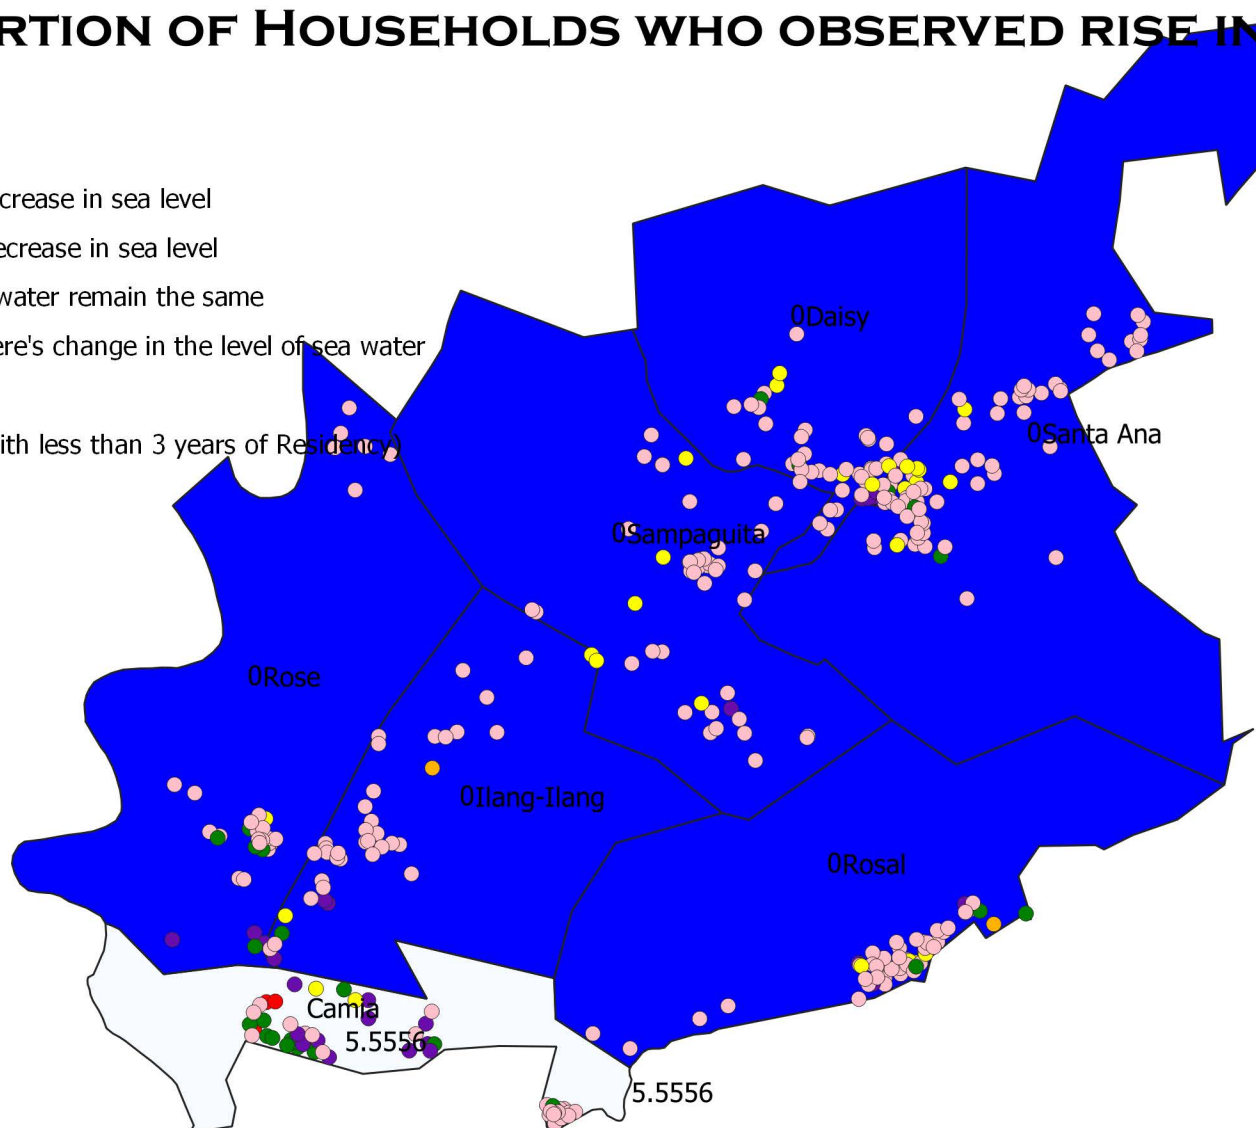 RTION OF HOUSEHOLDS WHO OBSERVED RISE IN
crease in sea level
ecrease in sea level
water remain the same
ere's change in the level of sea water
ith less than 3 years of Residency)
0Daisy
0Santa Ana
0Sampaguita
0Rose
0Ilang-Ilang
0Rosal
Camia
5.5556
5.5556